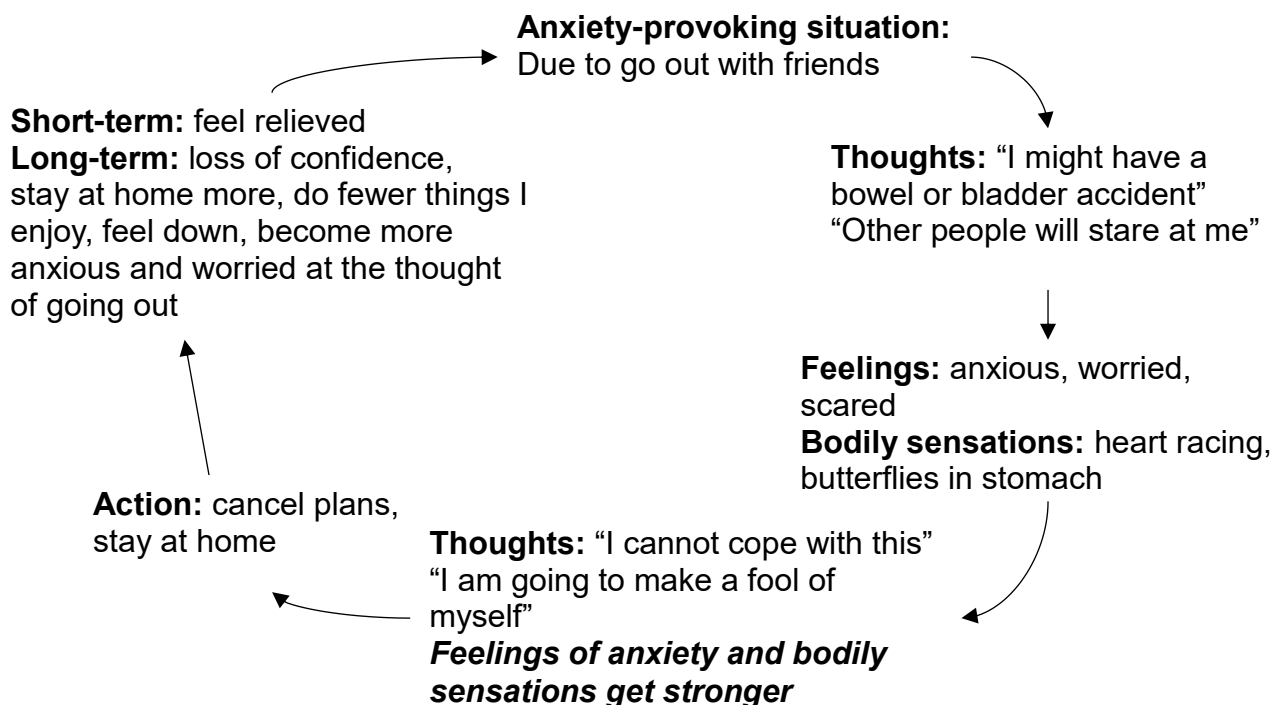 Anxiety-provoking situation:
Due to go out with friends
Thoughts: “I might have a
bowel or bladder accident”
“Other people will stare at me”
Feelings: anxious, worried,
scared
Bodily sensations: heart racing,
butterflies in stomach
Thoughts: “I cannot cope with this”
“I am going to make a fool of
myself”
Feelings of anxiety and bodily
sensations get stronger
Action: cancel plans,
stay at home
Short-term: feel relieved
Long-term: loss of confidence,
stay at home more, do fewer things I
enjoy, feel down, become more
anxious and worried at the thought
of going out